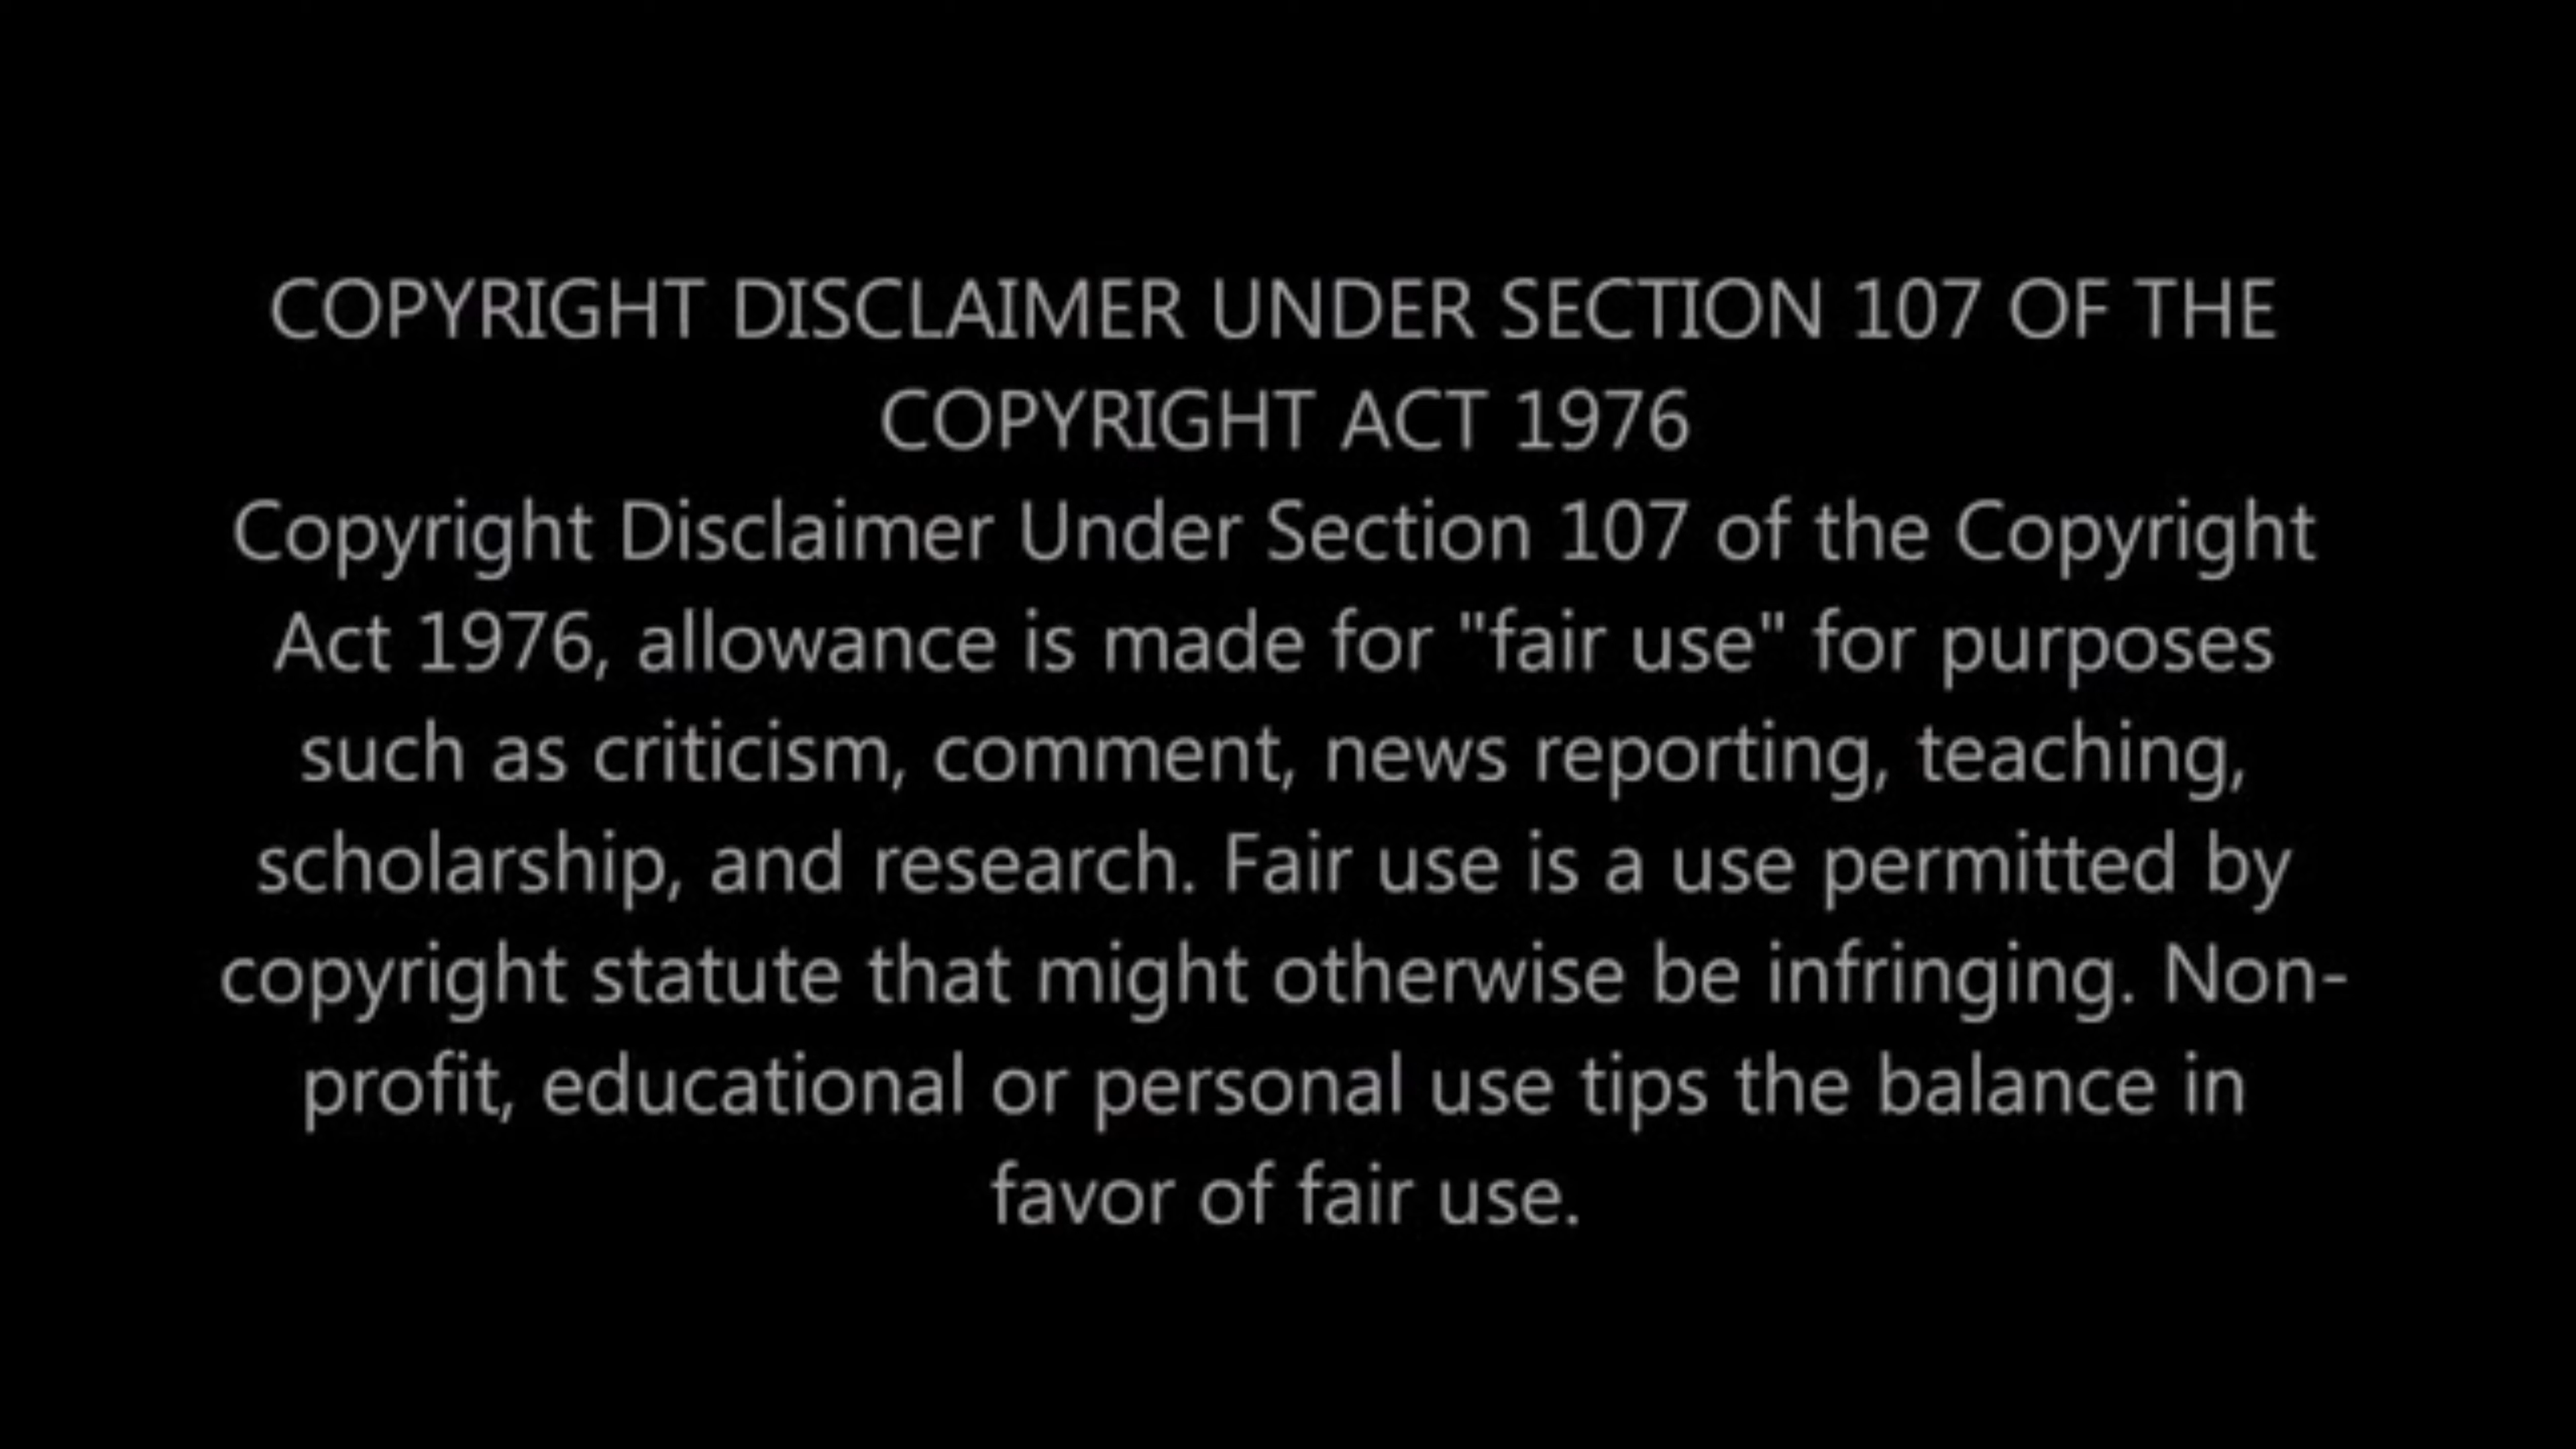 COPYRIGHT DISCLAIMER UNDER SECTION 107 OF THE
COPYRIGHT ACT 1976
Copyright Disclaimer Under Section 107 of the Copyright
Act 1976, allowance is made for "fair use" for purposes
such as criticism, comment, news reporting, teaching,
scholarship, and research. Fair use is a use permitted by
copyright statute that might otherwise be infringing. Non-
profit, educational or personal use tips the balance in
favor of fair use.